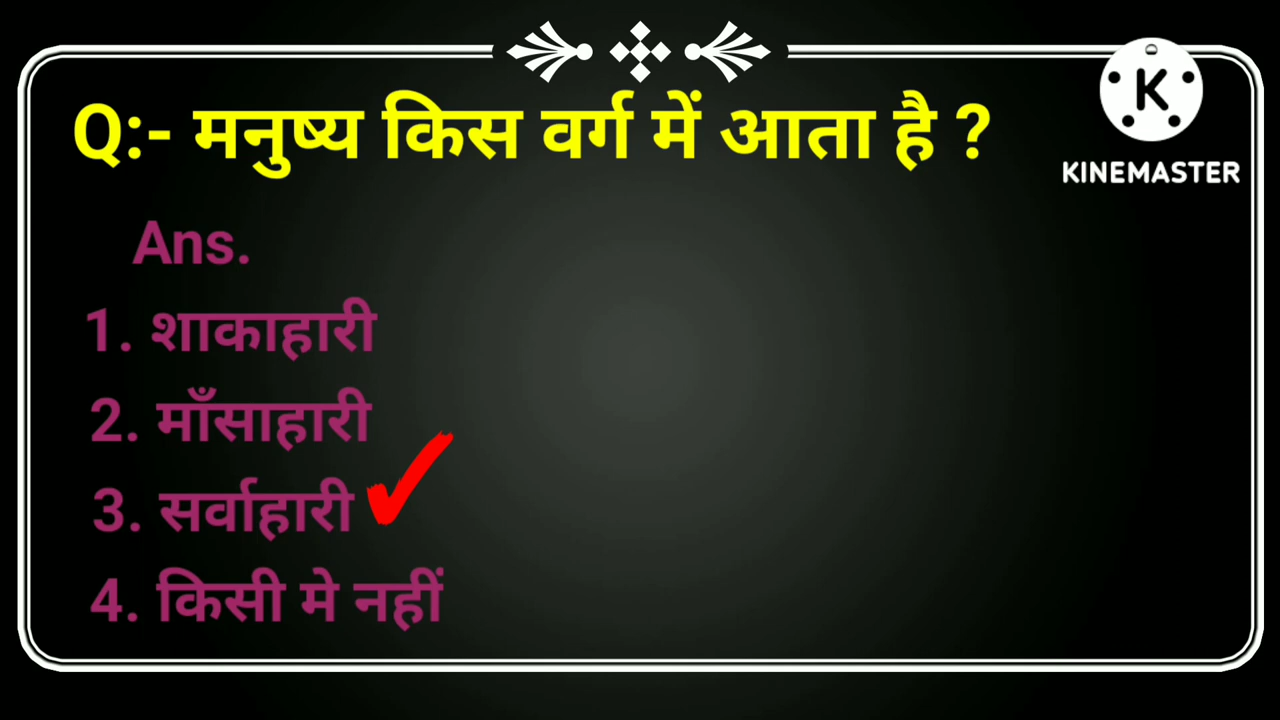 Q:- मनुष्य किस वर्ग में आता है ?
K
KINEMASTER
Ans.
1. शाकाहारी
2. माँसाहारी
3. सर्वाहारी
4. किसी मे नहीं